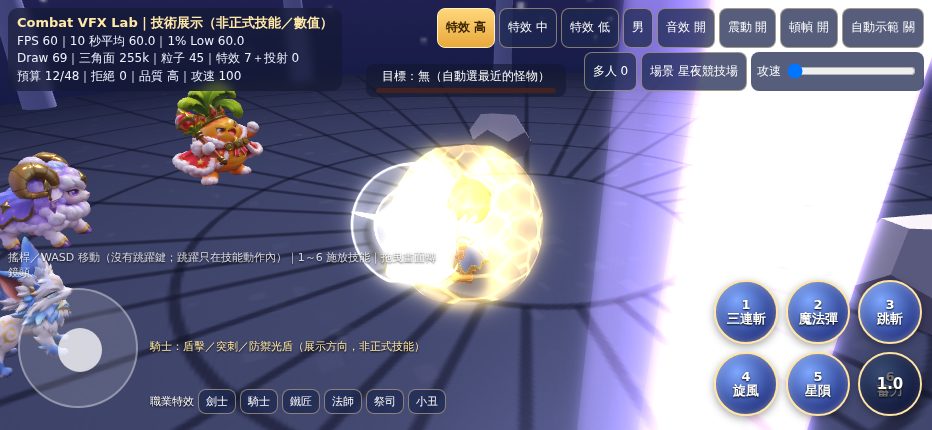 Combat VFX Lab｜技術展示（非正式技能／數值）
FPS 60｜10 秒平均 60.0｜1% Low 60.0
Draw 69｜三角面 255k｜粒子 45｜特效 7＋投射 0
預算 12/48｜拒絕 0｜品質 高｜攻速 100
特效 高
特效 中
特效 低
男
音效 開
震動 開
頓幀 開
自動示範 關
多人 0
場景 星夜競技場
攻速
目標：無（自動選最近的怪物）
搖桿／WASD 移動（沒有跳躍鍵；跳躍只在技能動作內）｜1～6 施放技能｜拖曳畫面轉
鏡頭
騎士：盾擊／突刺／防禦光盾（展示方向，非正式技能）
職業特效
劍士
騎士
鐵匠
法師
祭司
小丑
1
三連斬
2
魔法彈
3
跳斬
4
旋風
5
星隕
1.0